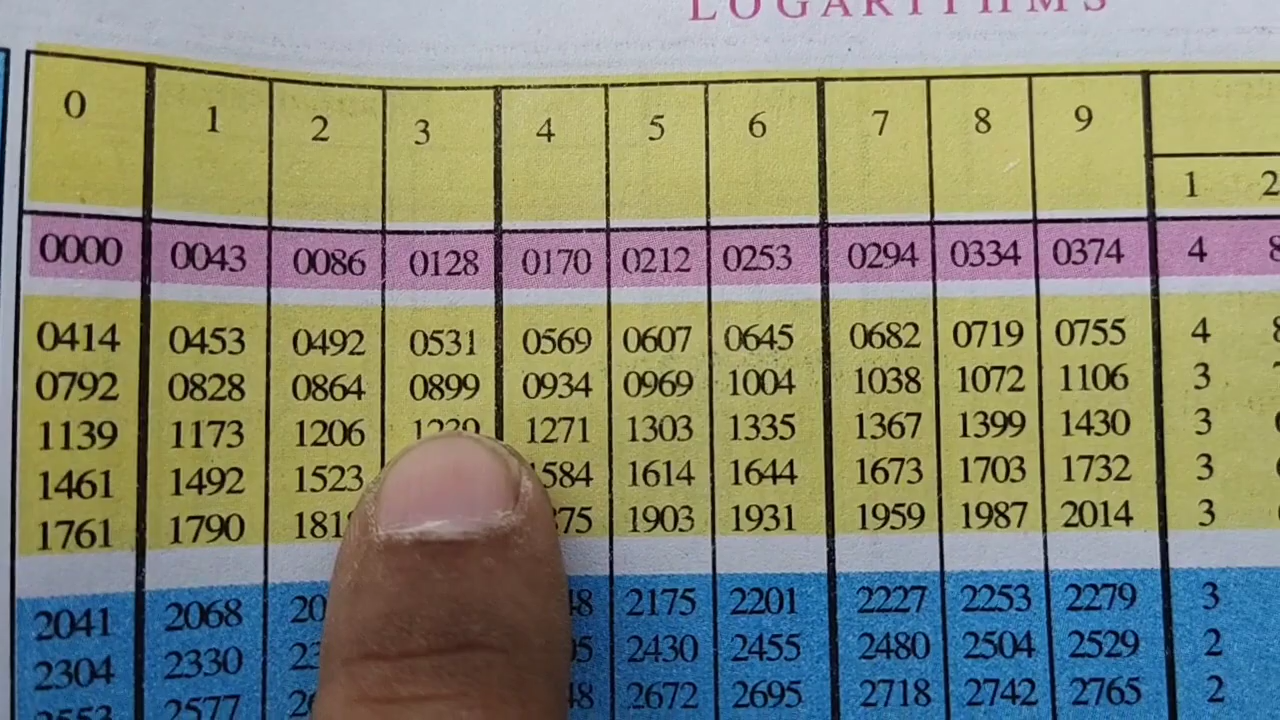 LOGARITHMS
0 1 2 3 4 5 6 7 8 9
1 2
0000 0043 0086 0128 0170 0212 0253 0294 0334 0374 4 8
0414 0453 0492 0531 0569 0607 0645 0682 0719 0755 4 8
0792 0828 0864 0899 0934 0969 1004 1038 1072 1106 3
1139 1173 1206 1271 1303 1335 1367 1399 1430 3
1461 1492 1523 1614 1644 1673 1703 1732 3
1761 1790 1903 1931 1959 1987 2014 3
2041 2068 2175 2201 2227 2253 2279 3
2304 2330 2430 2455 2480 2504 2529 2
2553 2577 2672 2695 2718 2742 2765 2